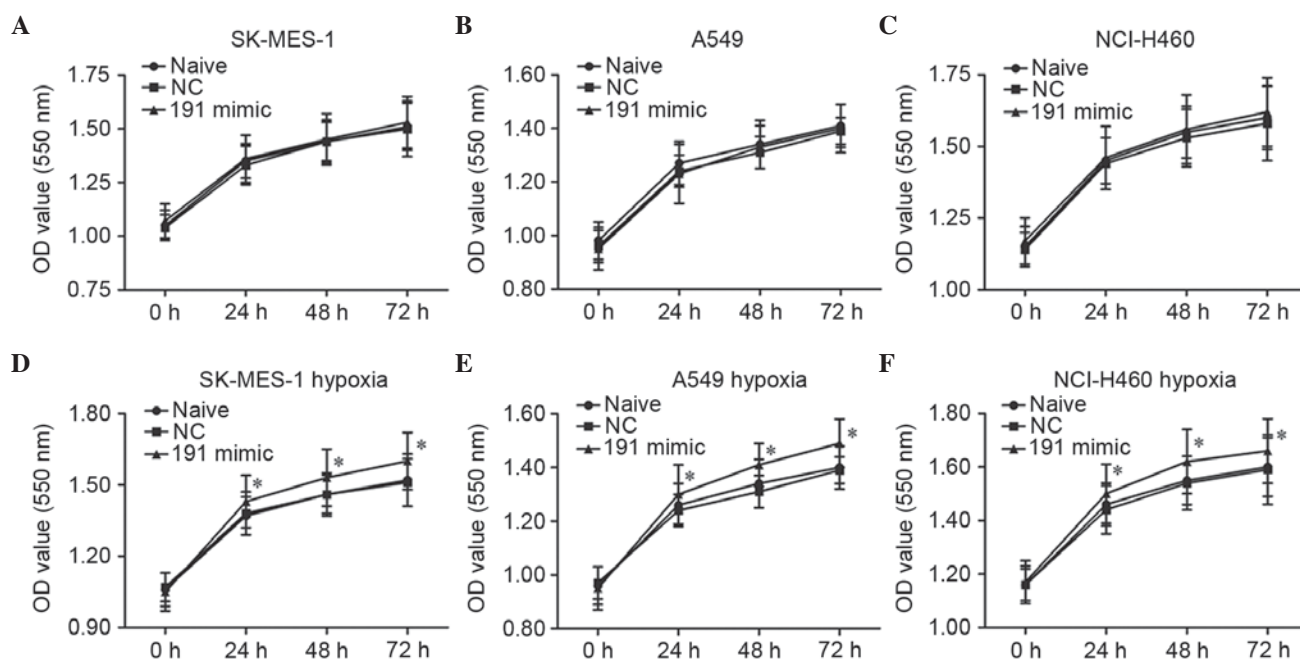 A
SK-MES-1
Naive
NC
191 mimic
OD value (550 nm)
1.75
1.50
1.25
1.00
0.75
0 h 24 h 48 h 72 h
B
A549
OD value (550 nm)
1.60
1.40
1.20
1.00
0.80
0 h 24 h 48 h 72 h
C
NCI-H460
Naive
NC
191 mimic
OD value (550 nm)
1.75
1.50
1.25
1.00
0 h 24 h 48 h 72 h
D
SK-MES-1 hypoxia
Naive
NC
191 mimic
OD value (550 nm)
1.80
1.50
1.20
0.90
* * *
0 h 24 h 48 h 72 h
E
A549 hypoxia
Naive
NC
191 mimic
OD value (550 nm)
1.60
1.40
1.20
1.00
0.80
* * *
0 h 24 h 48 h 72 h
F
NCI-H460 hypoxia
Naive
NC
191 mimic
OD value (550 nm)
1.80
1.60
1.40
1.20
1.00
* * *
0 h 24 h 48 h 72 h